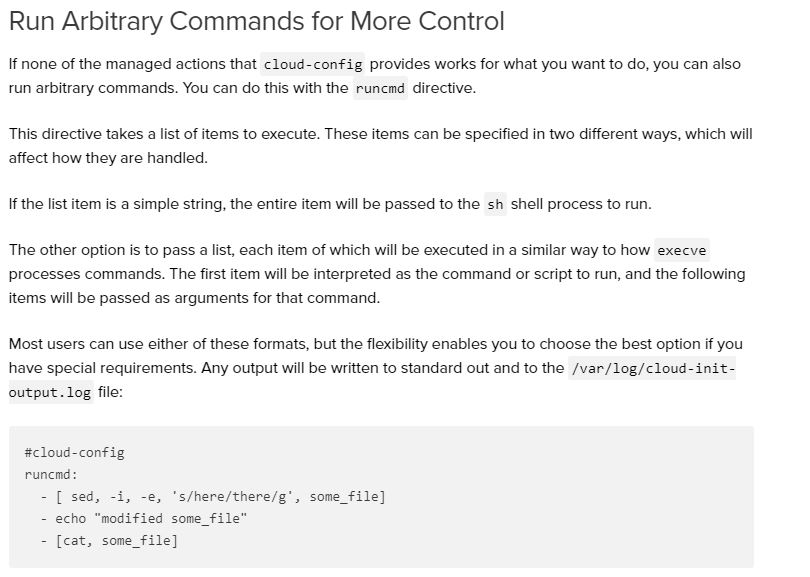 Run Arbitrary Commands for More Control
If none of the managed actions that cloud-config provides works for what you want to do, you can also
run arbitrary commands. You can do this with the runcmd directive.
This directive takes a list of items to execute. These items can be specified in two different ways, which will
affect how they are handled.
If the list item is a simple string, the entire item will be passed to the sh shell process to run.
The other option is to pass a list, each item of which will be executed in a similar way to how execve
processes commands. The first item will be interpreted as the command or script to run, and the following
items will be passed as arguments for that command.
Most users can use either of these formats, but the flexibility enables you to choose the best option if you
have special requirements. Any output will be written to standard out and to the /var/log/cloud-init-
output.log file:
#cloud-config
runcmd:
  - [ sed, -i, -e, 's/here/there/g', some_file]
  - echo "modified some_file"
  - [cat, some_file]